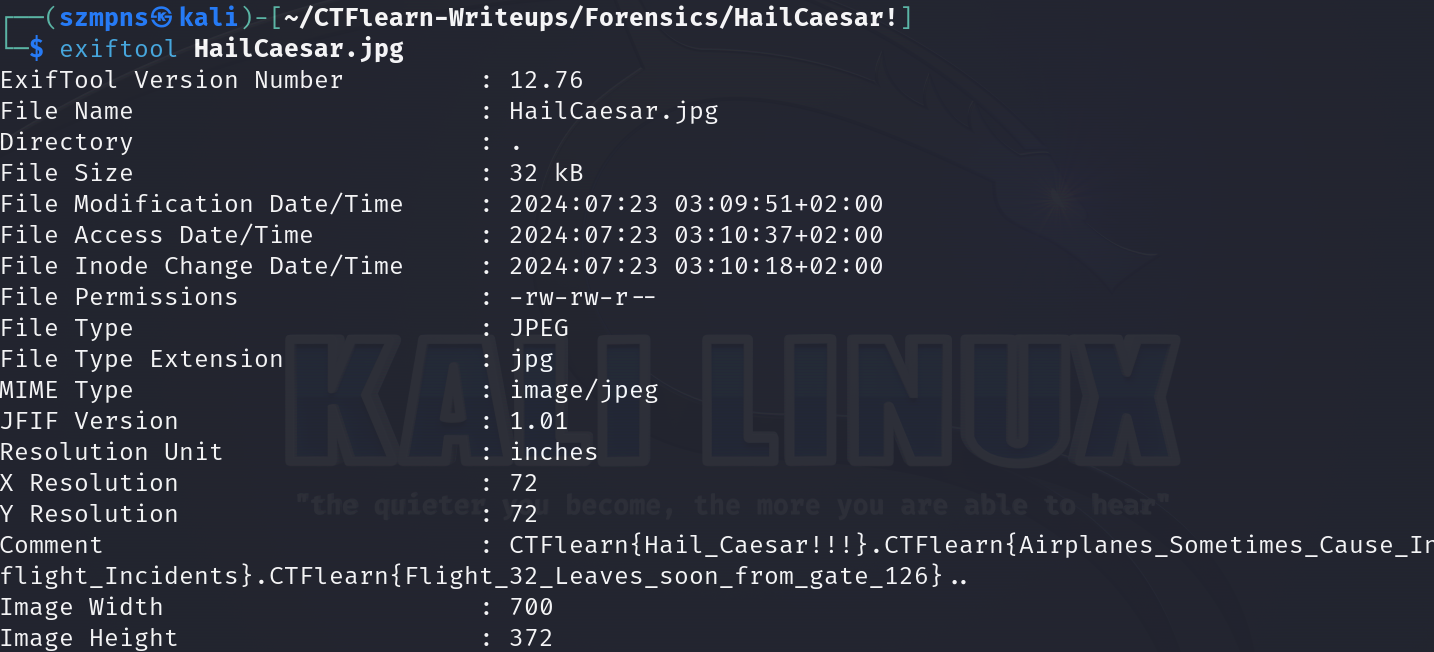 ┌──(szmpns㉿kali)-[~/CTFlearn-Writeups/Forensics/HailCaesar!]
└─$ exiftool HailCaesar.jpg
ExifTool Version Number : 12.76
File Name : HailCaesar.jpg
Directory : .
File Size : 32 kB
File Modification Date/Time : 2024:07:23 03:09:51+02:00
File Access Date/Time : 2024:07:23 03:10:37+02:00
File Inode Change Date/Time : 2024:07:23 03:10:18+02:00
File Permissions : -rw-rw-r--
File Type : JPEG
File Type Extension : jpg
MIME Type : image/jpeg
JFIF Version : 1.01
Resolution Unit : inches
X Resolution : 72
Y Resolution : 72
Comment : CTFlearn{Hail_Caesar!!!}.CTFlearn{Airplanes_Sometimes_Cause_In
flight_Incidents}.CTFlearn{Flight_32_Leaves_soon_from_gate_126}..
Image Width : 700
Image Height : 372
KALI LINUX
"the quieter you become, the more you are able to hear"